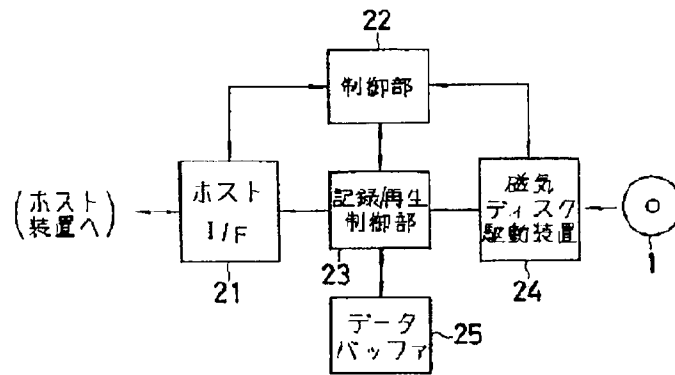 22
制御部
(ホスト
装置へ)
ホスト
I/F
21
記録/再生
制御部
23
磁気
ディスク
駆動装置
24
1
データ
バッファ
25